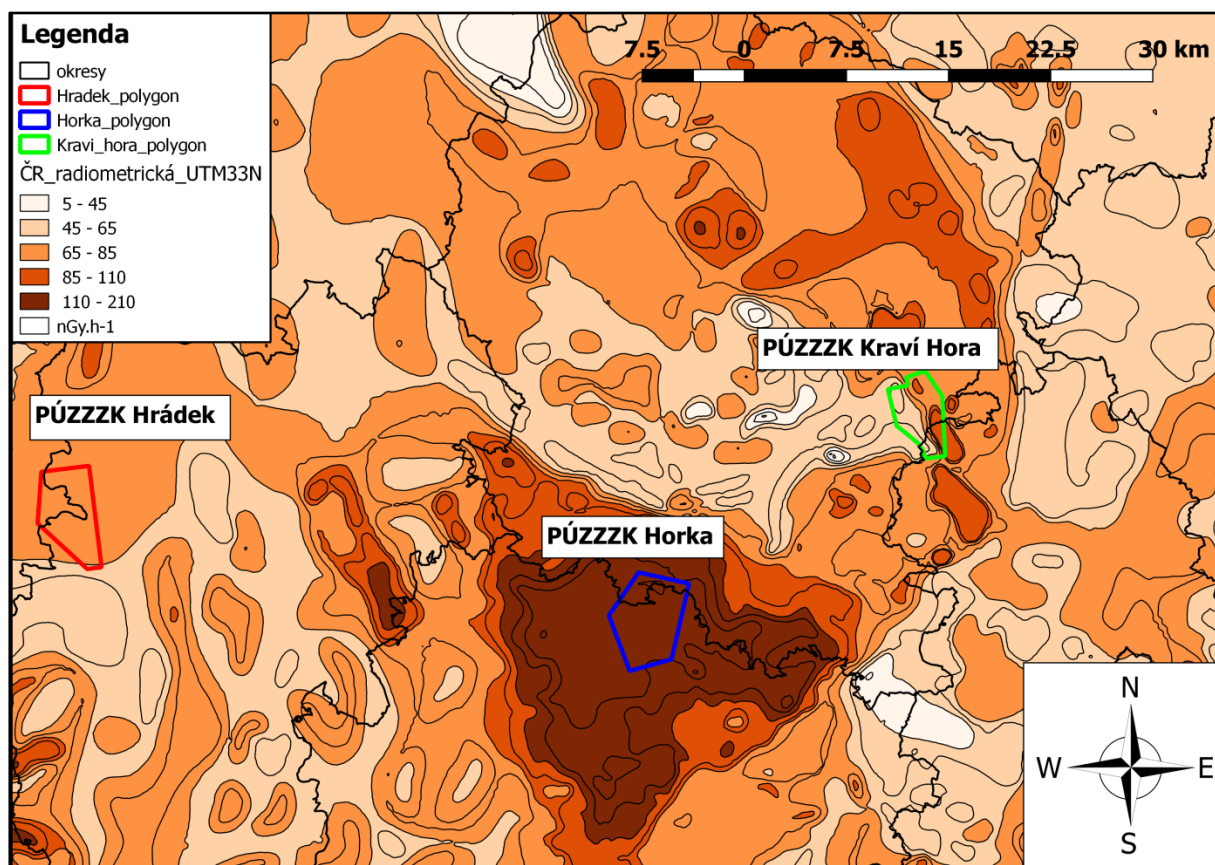 Legenda
okresy
Hradek_polygon
Horka_polygon
Kravi_hora_polygon
ČR_radiometrická_UTM33N
5 - 45
45 - 65
65 - 85
85 - 110
110 - 210
nGy.h-1
7.5 0 7.5 15 22.5 30 km
PÚZZZK Kraví Hora
PÚZZZK Hrádek
PÚZZZK Horka
N
W E
S